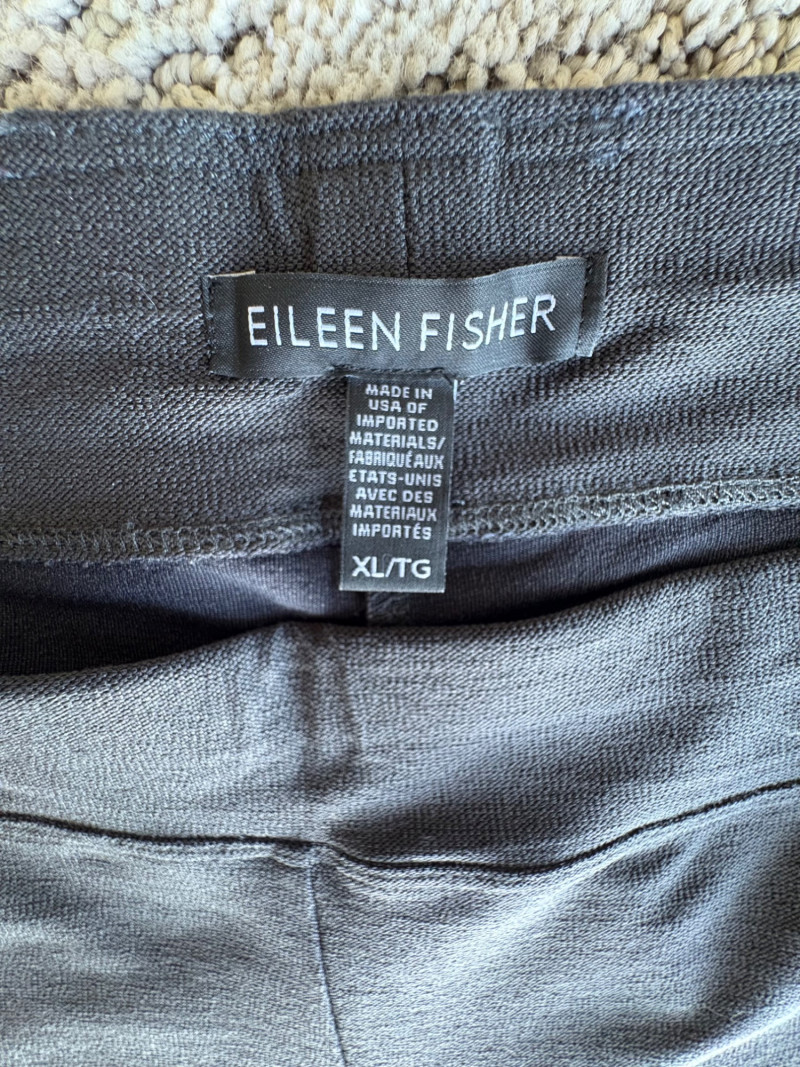 EILEEN FISHER
MADE IN
USA OF
IMPORTED
MATERIALS/
FABRIQUÉ AUX
ETATS-UNIS
AVEC DES
MATERIAUX
IMPORTÉS
XL/TG